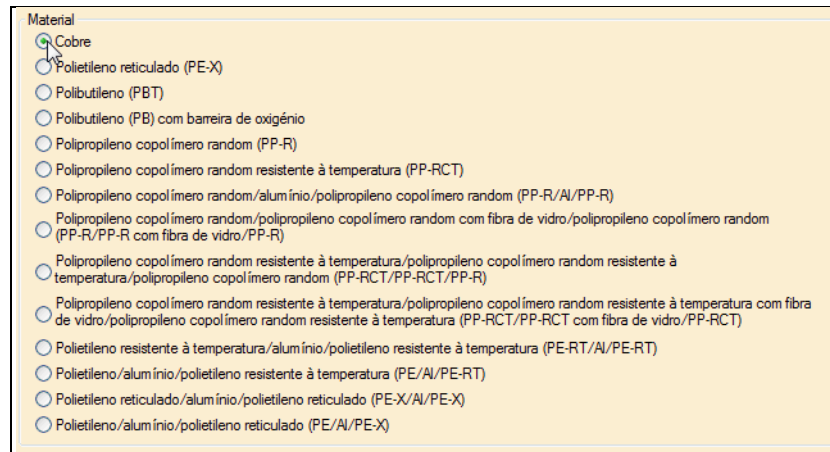 Material
Cobre
Polietileno reticulado (PE-X)
Polibutileno (PBT)
Polibutileno (PB) com barreira de oxigénio
Polipropileno copolímero random (PP-R)
Polipropileno copolímero random resistente à temperatura (PP-RCT)
Polipropileno copolímero random/alumínio/polipropileno copolímero random (PP-R/Al/PP-R)
Polipropileno copolímero random/polipropileno copolímero random com fibra de vidro/polipropileno copolímero random
(PP-R/PP-R com fibra de vidro/PP-R)
Polipropileno copolímero random resistente à temperatura/polipropileno copolímero random resistente à
temperatura/polipropileno copolímero random (PP-RCT/PP-RCT/PP-R)
Polipropileno copolímero random resistente à temperatura/polipropileno copolímero random resistente à temperatura com fibra
de vidro/polipropileno copolímero random resistente à temperatura (PP-RCT/PP-RCT com fibra de vidro/PP-RCT)
Polietileno resistente à temperatura/alumínio/polietileno resistente à temperatura (PE-RT/Al/PE-RT)
Polietileno/alumínio/polietileno resistente à temperatura (PE/Al/PE-RT)
Polietileno reticulado/alumínio/polietileno reticulado (PE-X/Al/PE-X)
Polietileno/alumínio/polietileno reticulado (PE/Al/PE-X)